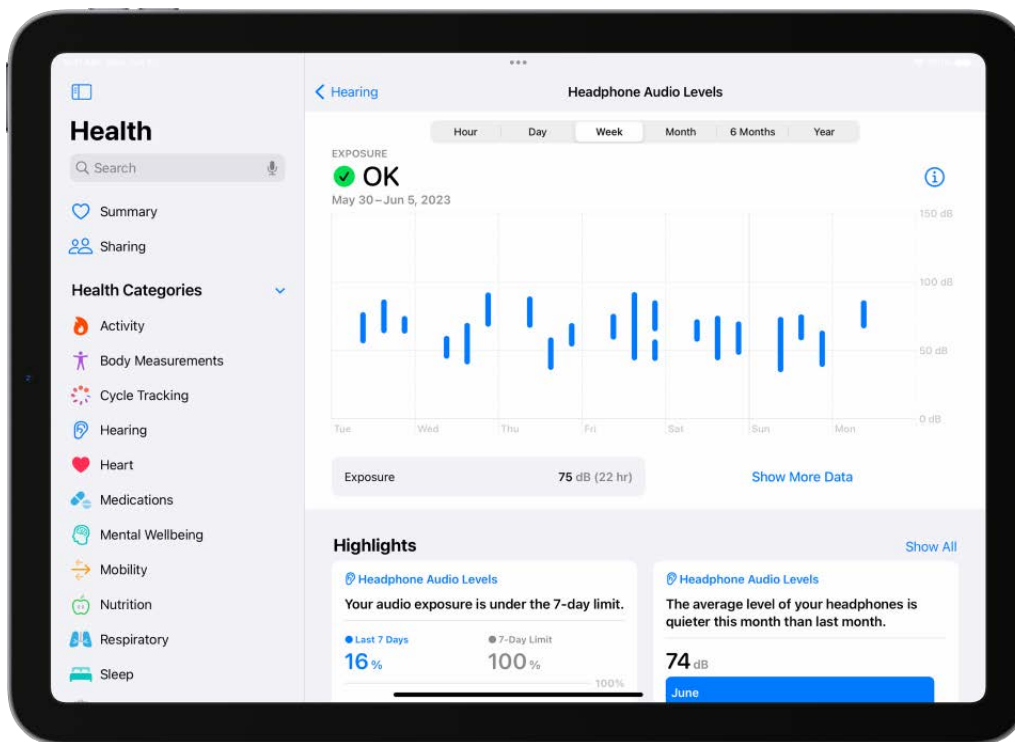 Health
Search
Summary
Sharing
Health Categories
Activity
Body Measurements
Cycle Tracking
Hearing
Heart
Medications
Mental Wellbeing
Mobility
Nutrition
Respiratory
Sleep
Hearing
Headphone Audio Levels
Hour Day Week Month 6 Months Year
EXPOSURE
OK
May 30–Jun 5, 2023
150 dB
100 dB
50 dB
0 dB
Tue Wed Thu Fri Sat Sun Mon
Exposure 75 dB (22 hr)
Show More Data
Highlights
Show All
Headphone Audio Levels
Your audio exposure is under the 7-day limit.
Last 7 Days 7-Day Limit
16% 100%
100%
Headphone Audio Levels
The average level of your headphones is
quieter this month than last month.
74 dB
June